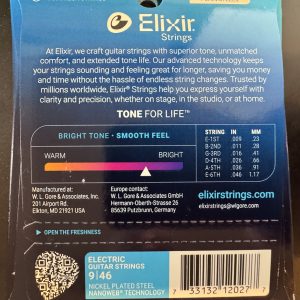 Elixir
Strings
At Elixir, we craft guitar strings with superior tone, unmatched
comfort, and extended tone life. Our advanced technology keeps
your strings sounding and feeling great for longer, saving you money
and time without the hassle of endless string changes. Trusted by
millions worldwide, Elixir® Strings help you express yourself with
clarity and precision, whether on stage, in the studio, or at home.
TONE FOR LIFE™
BRIGHT TONE • SMOOTH FEEL
WARM BRIGHT
STRING IN MM
E-1ST .009 .23
B-2ND .011 .28
G-3RD .016 .41
D-4TH .026 .66
A-5TH .036 .91
E-6TH .046 1.17
Manufactured at:
W. L. Gore & Associates, Inc.
201 Airport Rd.
Elkton, MD 21921 USA
Europe contact:
W. L. Gore & Associates GmbH
Hermann-Oberth-Strasse 26
85639 Putzbrunn, Germany
elixirstrings.com
elixirstrings@wlgore.com
OPEN THE FRESHNESS
ELECTRIC
GUITAR STRINGS
9|46
NICKEL PLATED STEEL
NANOWEB® TECHNOLOGY
7 33132 12027